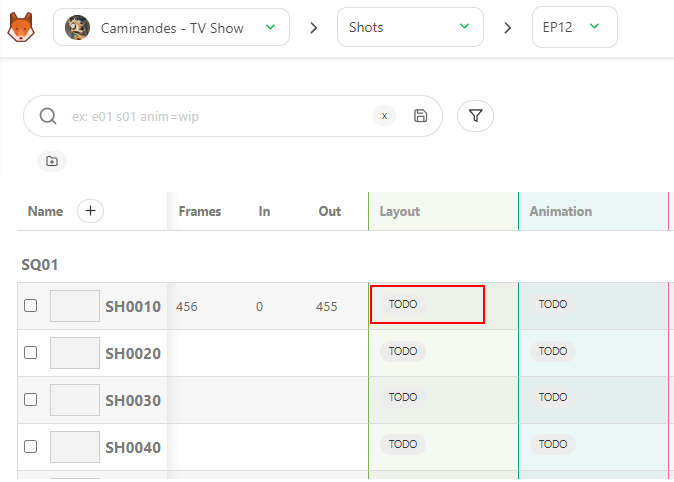 Caminandes - TV Show > Shots > EP12
ex: e01 s01 anim=wip x
Name + Frames In Out Layout Animation
SQ01
SH0010 456 0 455 TODO TODO
SH0020 TODO TODO
SH0030 TODO TODO
SH0040 TODO TODO